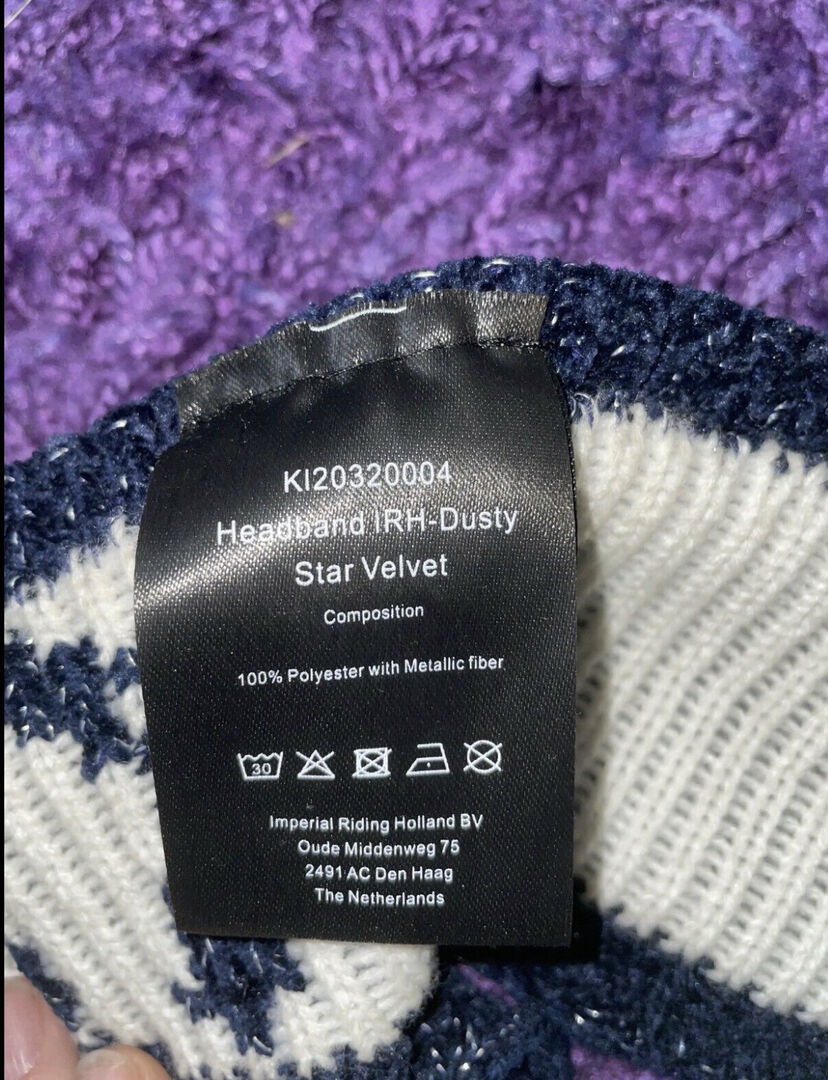 KI20320004
Headband IRH-Dusty
Star Velvet
Composition
100% Polyester with Metallic fiber
30
Imperial Riding Holland BV
Oude Middenweg 75
2491 AC Den Haag
The Netherlands